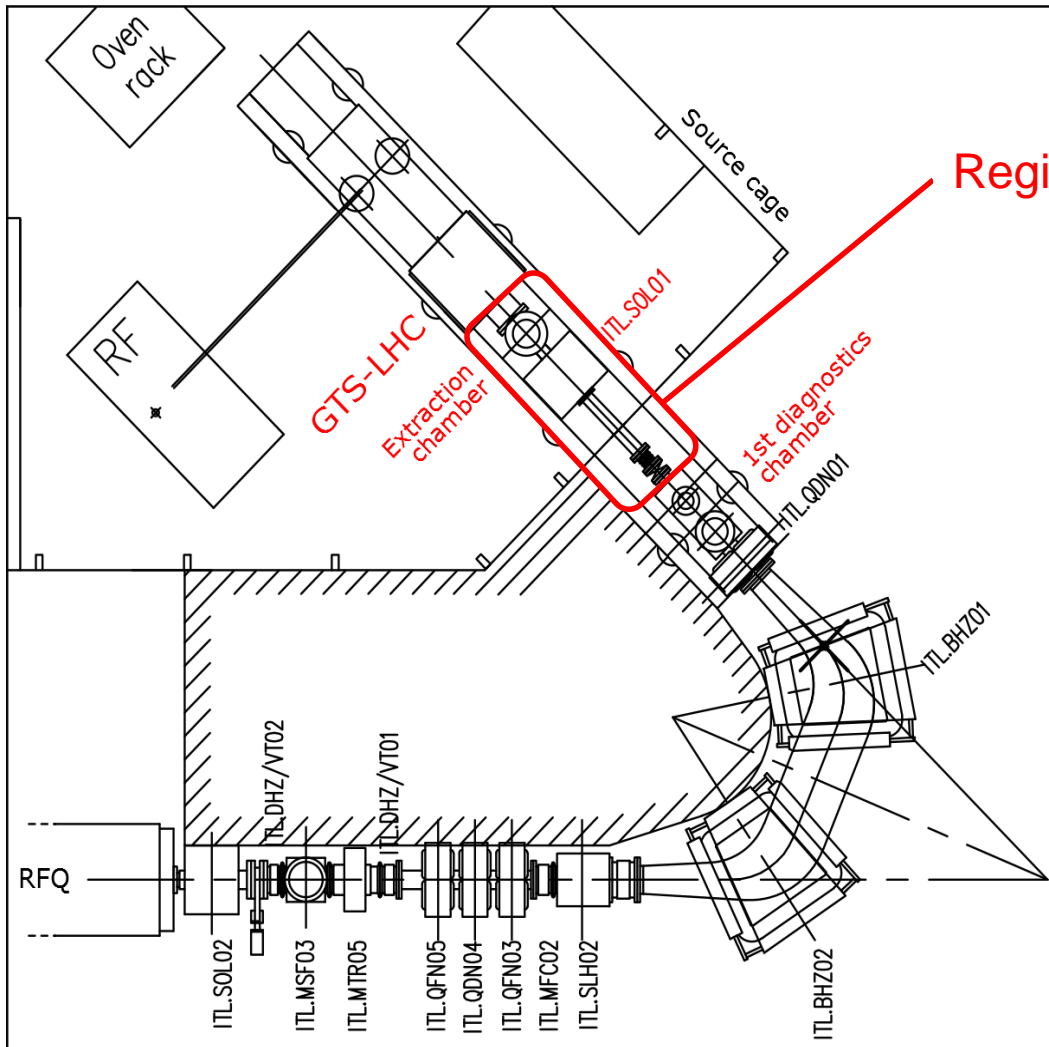 Oven
rack
Source cage
Regi
ITL.SOL01
RF
GTS-LHC
Extraction
chamber
1st diagnostics
chamber
ITL.QDN01
ITL.BHZ01
TL.DHZ/VT02
ITL.DHZ/VT01
RFQ
ITL.SOL02
ITL.MSF03
ITL.MTR05
ITL.QFN05
ITL.QDN04
ITL.QFN03
ITL.MFC02
ITL.SLH02
ITL.BHZ02